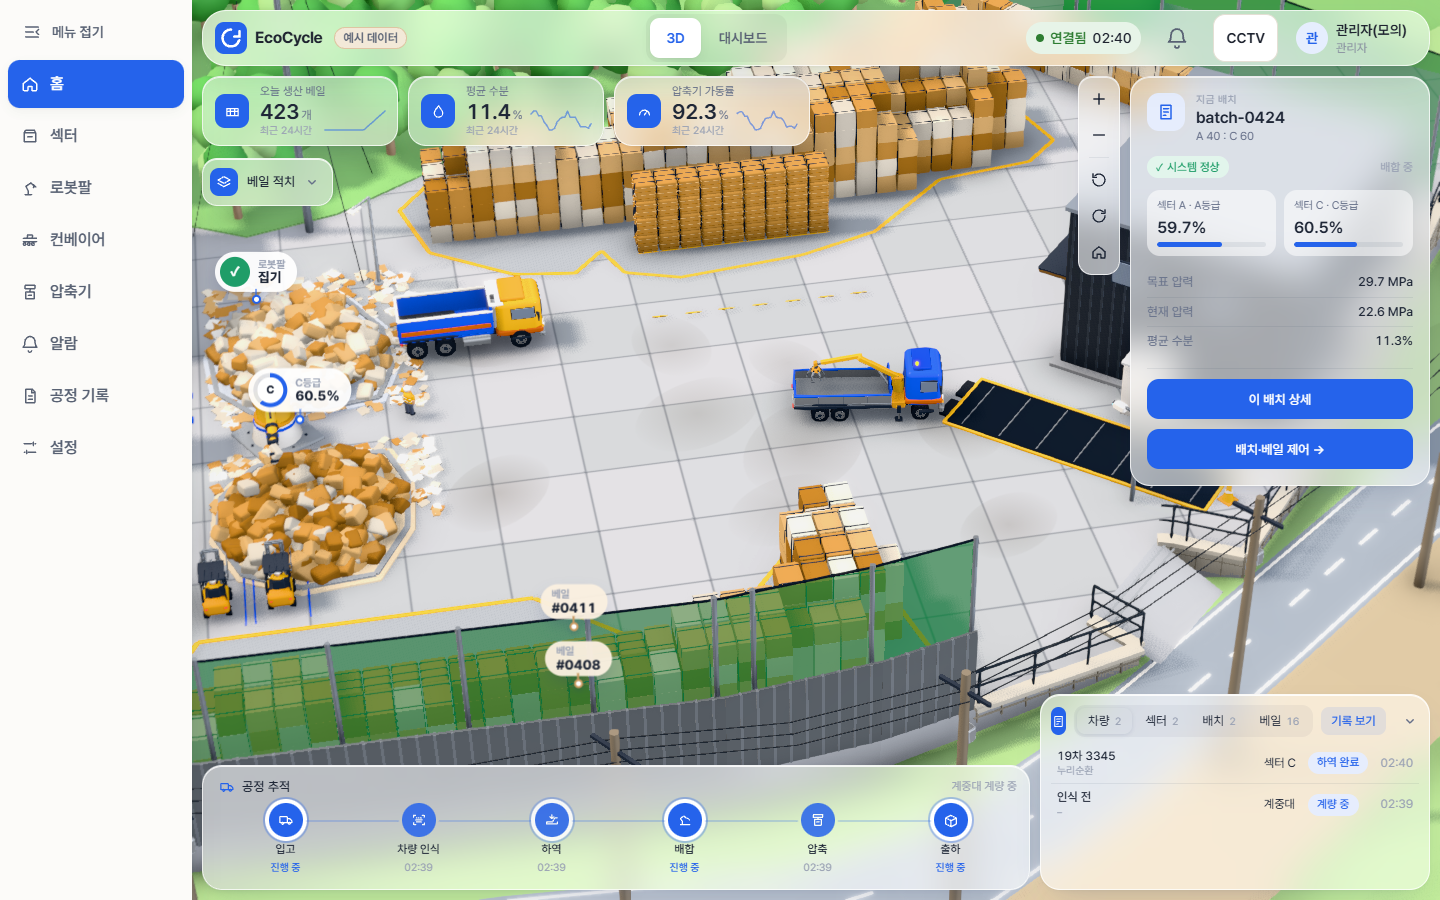 메뉴 접기
홈
섹터
로봇팔
컨베이어
압축기
알람
공정 기록
설정
EcoCycle
예시 데이터
3D
대시보드
연결됨 02:40
CCTV
관
관리자(모의)
관리자
오늘 생산 베일
423개
최근 24시간
평균 수분
11.4%
최근 24시간
압축기 가동률
92.3%
최근 24시간
베일 적치
로봇팔
집기
C
C등급
60.5%
베일
#0411
베일
#0408
지금 배치
batch-0424
A 40 : C 60
✓ 시스템 정상
배합 중
섹터 A · A등급
59.7%
섹터 C · C등급
60.5%
목표 압력
29.7 MPa
현재 압력
22.6 MPa
평균 수분
11.3%
이 배치 상세
배치·베일 제어 →
공정 추적
계중대 계량 중
입고
진행 중
차량 인식
02:39
하역
02:39
배합
진행 중
압축
02:39
출하
진행 중
차량 2
섹터 2
배치 2
베일 16
기록 보기
19차 3345
누리순환
섹터 C
하역 완료
02:40
인식 전
–
계중대
계량 중
02:39